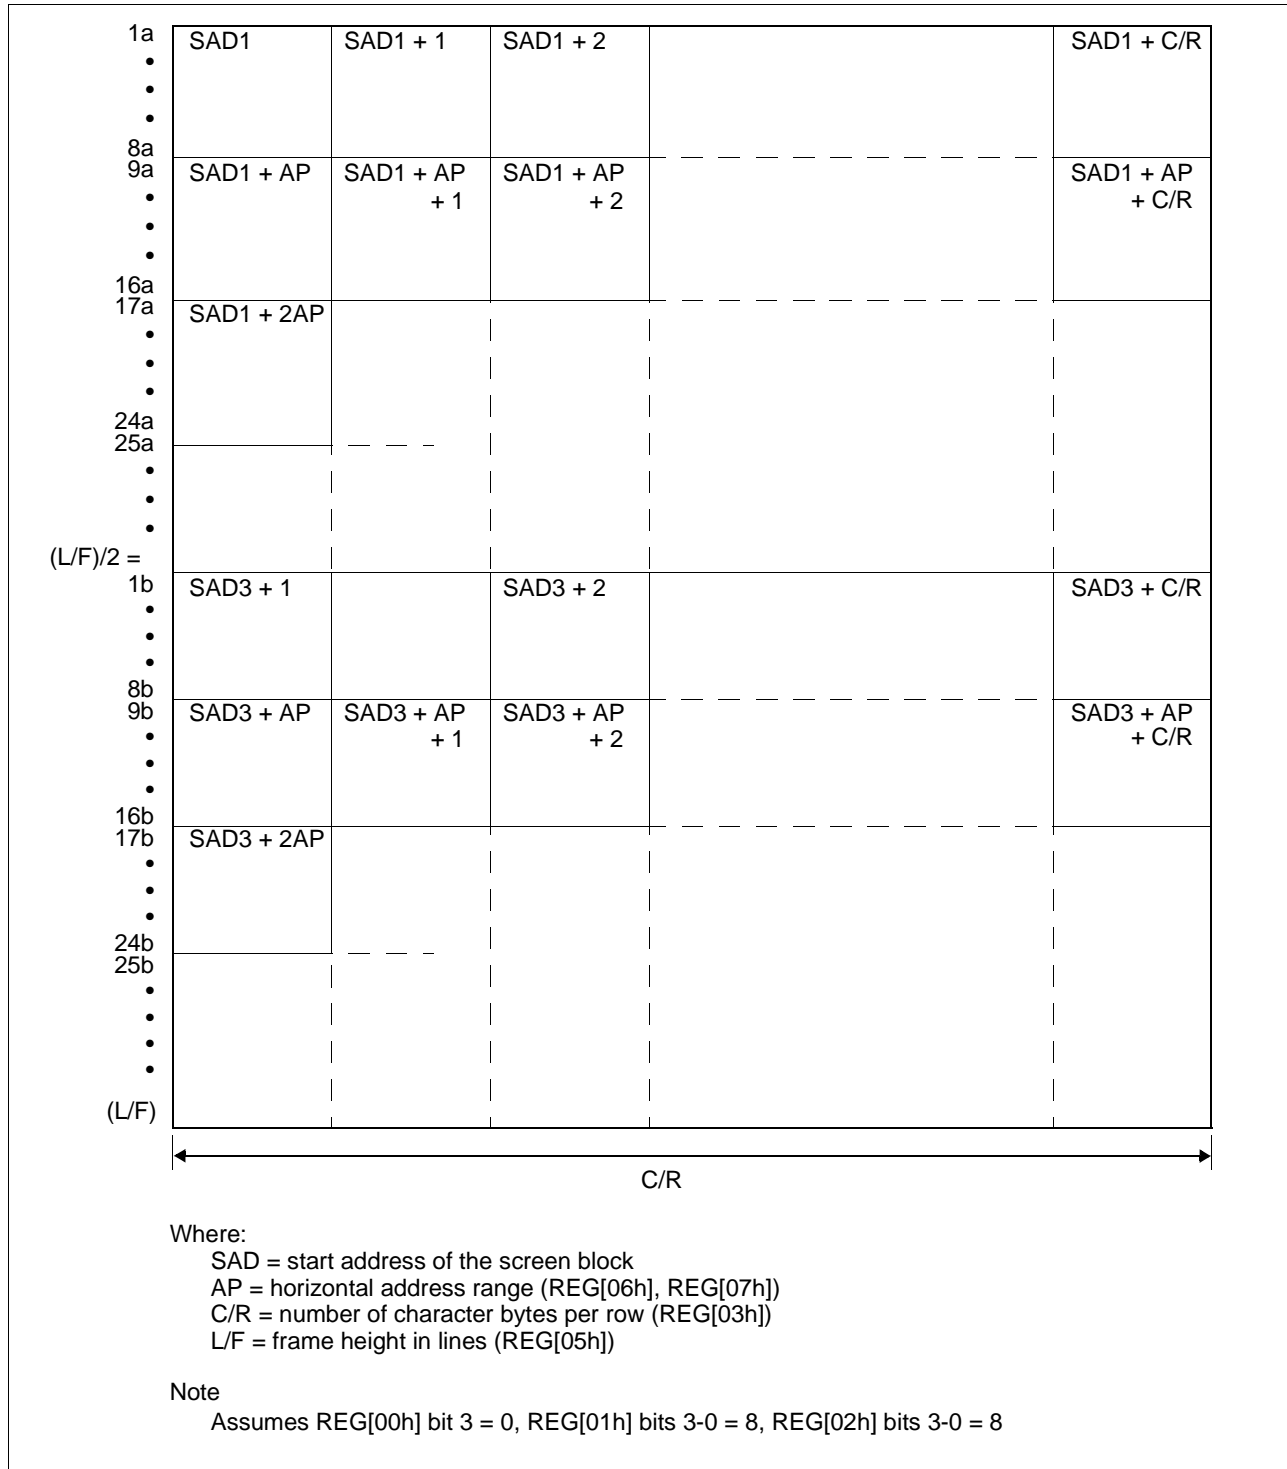 1a SAD1 SAD1 + 1 SAD1 + 2 SAD1 + C/R
•
•
•
8a
9a SAD1 + AP SAD1 + AP SAD1 + AP SAD1 + AP
• + 1 + 2 + C/R
•
•
16a
17a SAD1 + 2AP
•
•
•
24a
25a
•
•
•
(L/F)/2 =
1b SAD3 + 1 SAD3 + 2 SAD3 + C/R
•
•
•
8b
9b SAD3 + AP SAD3 + AP SAD3 + AP SAD3 + AP
• + 1 + 2 + C/R
•
•
16b
17b SAD3 + 2AP
•
•
•
24b
25b
•
•
•
•
(L/F)
C/R
Where:
SAD = start address of the screen block
AP = horizontal address range (REG[06h], REG[07h])
C/R = number of character bytes per row (REG[03h])
L/F = frame height in lines (REG[05h])
Note
Assumes REG[00h] bit 3 = 0, REG[01h] bits 3-0 = 8, REG[02h] bits 3-0 = 8